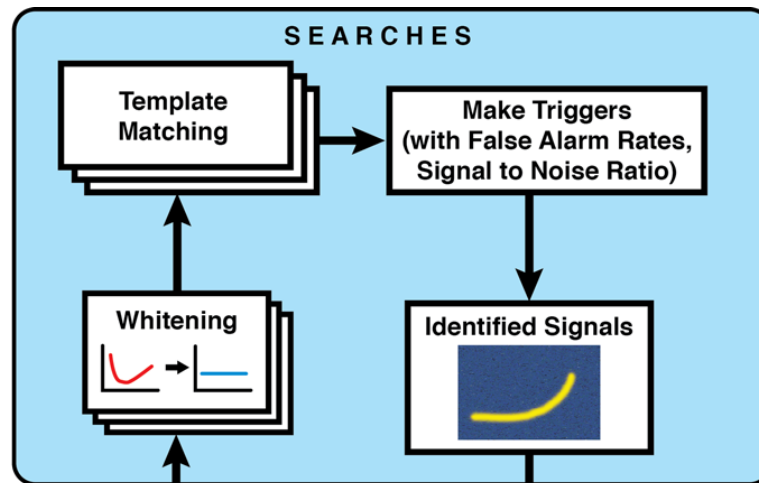 SEARCHES
Template
Matching
Make Triggers
(with False Alarm Rates,
Signal to Noise Ratio)
Whitening
Identified Signals